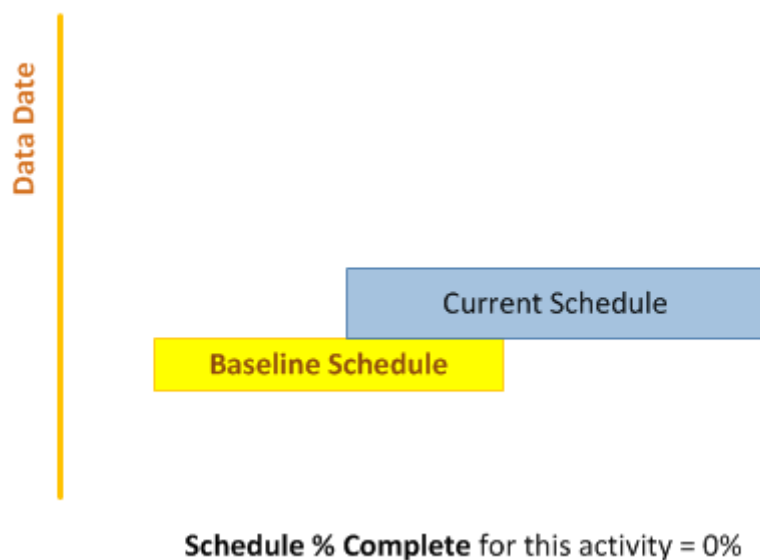 Data Date
Current Schedule
Baseline Schedule
Schedule % Complete for this activity = 0%